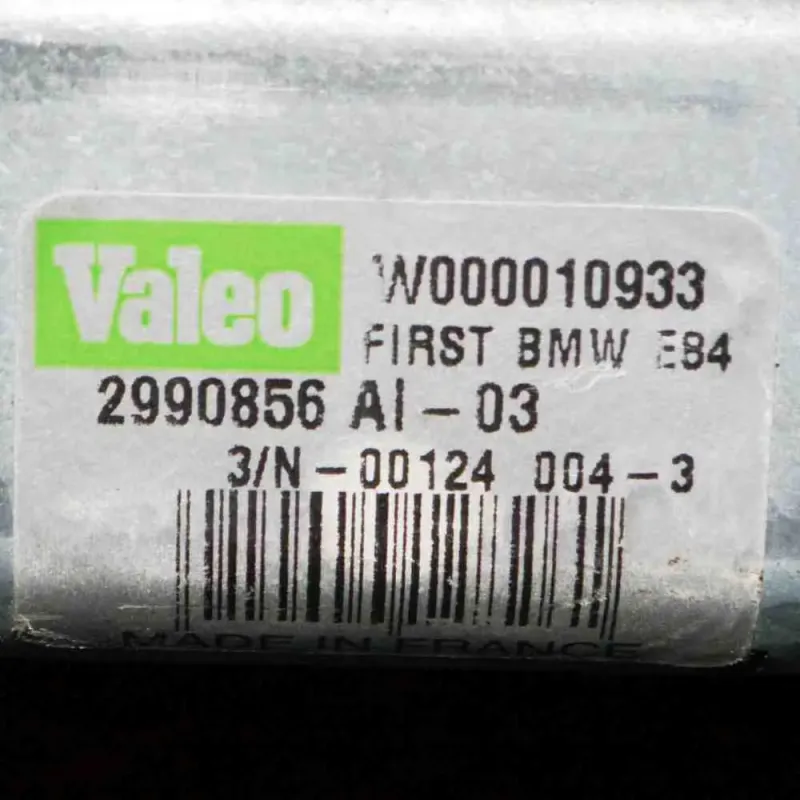 Valeo
W000010933
FIRST BMW E84
2990856 AI-03
3/N-00124 004-3
MADE IN FRANCE